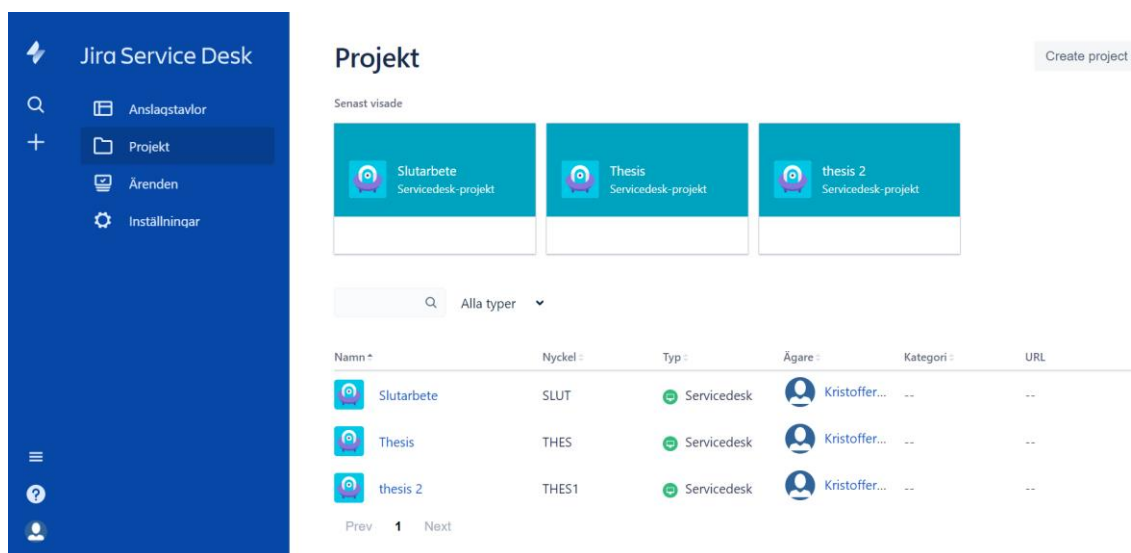 Jira Service Desk
Anslagstavlor
Projekt
Ärenden
Inställningar
Projekt
Create project
Senast visade
Slutarbete
Servicedesk-projekt
Thesis
Servicedesk-projekt
thesis 2
Servicedesk-projekt
Alla typer
Namn Nyckel Typ Ägare Kategori URL
Slutarbete SLUT Servicedesk Kristoffer... -- --
Thesis THES Servicedesk Kristoffer... -- --
thesis 2 THES1 Servicedesk Kristoffer... -- --
Prev 1 Next